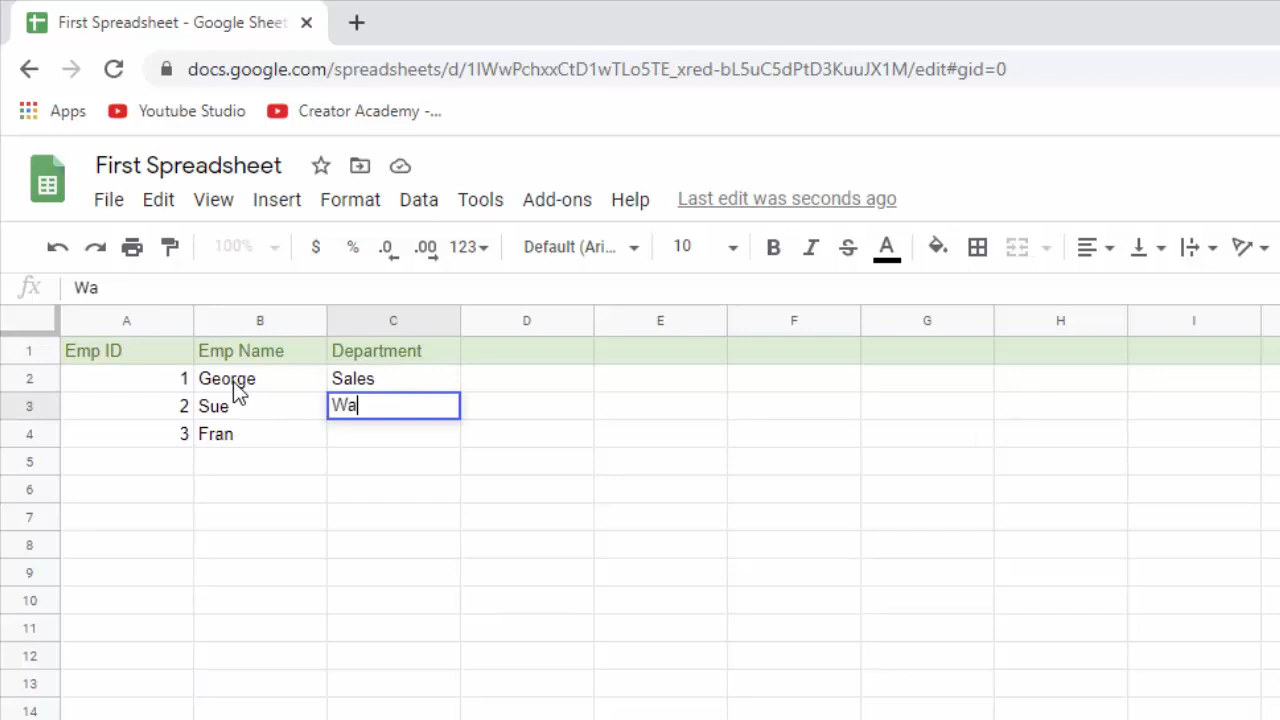 First Spreadsheet - Google Sheet
docs.google.com/spreadsheets/d/1IWwPchxxCtD1wTLo5TE_xred-bL5uC5dPtD3KuuJX1M/edit#gid=0
Apps Youtube Studio Creator Academy -...
First Spreadsheet
File Edit View Insert Format Data Tools Add-ons Help Last edit was seconds ago
100% $ % .0 .00 123 Default (Ari... 10 B I S A
fx Wa
A B C D E F G H I
1 Emp ID Emp Name Department
2 1 George Sales
3 2 Sue Wa
4 3 Fran
5
6
7
8
9
10
11
12
13
14